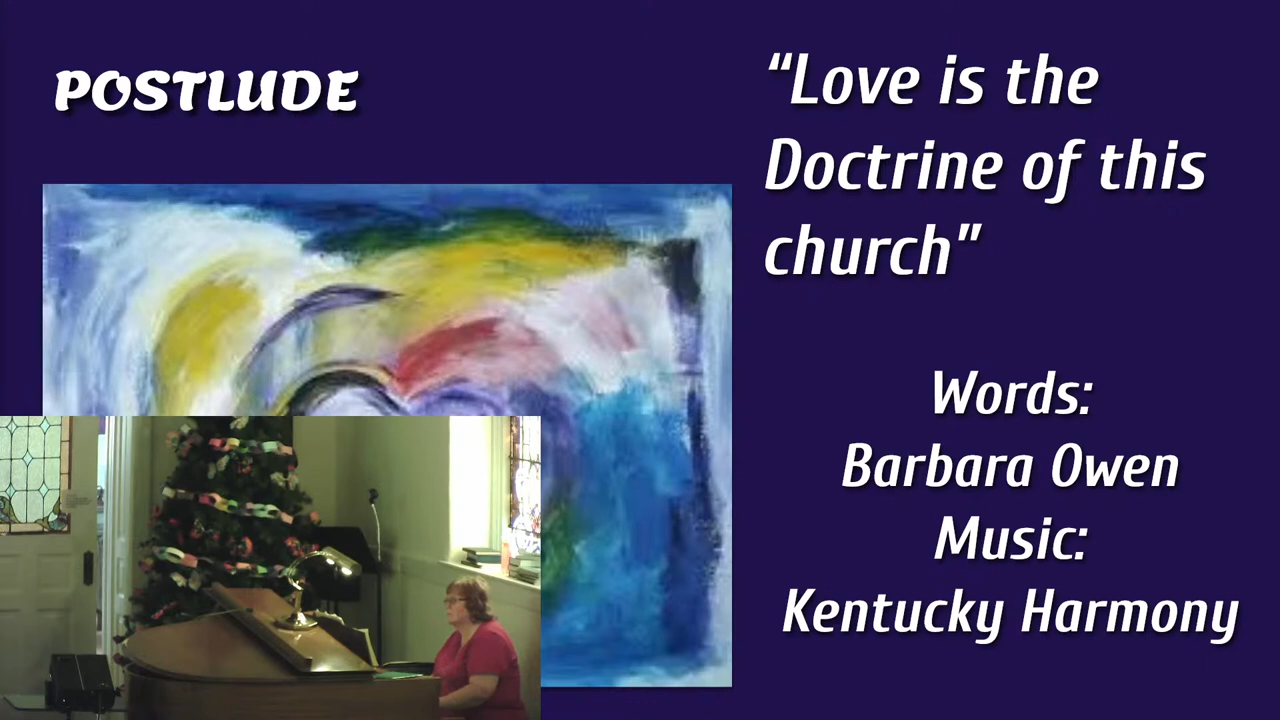 POSTLUDE
“Love is the
Doctrine of this
church”
Words:
Barbara Owen
Music:
Kentucky Harmony